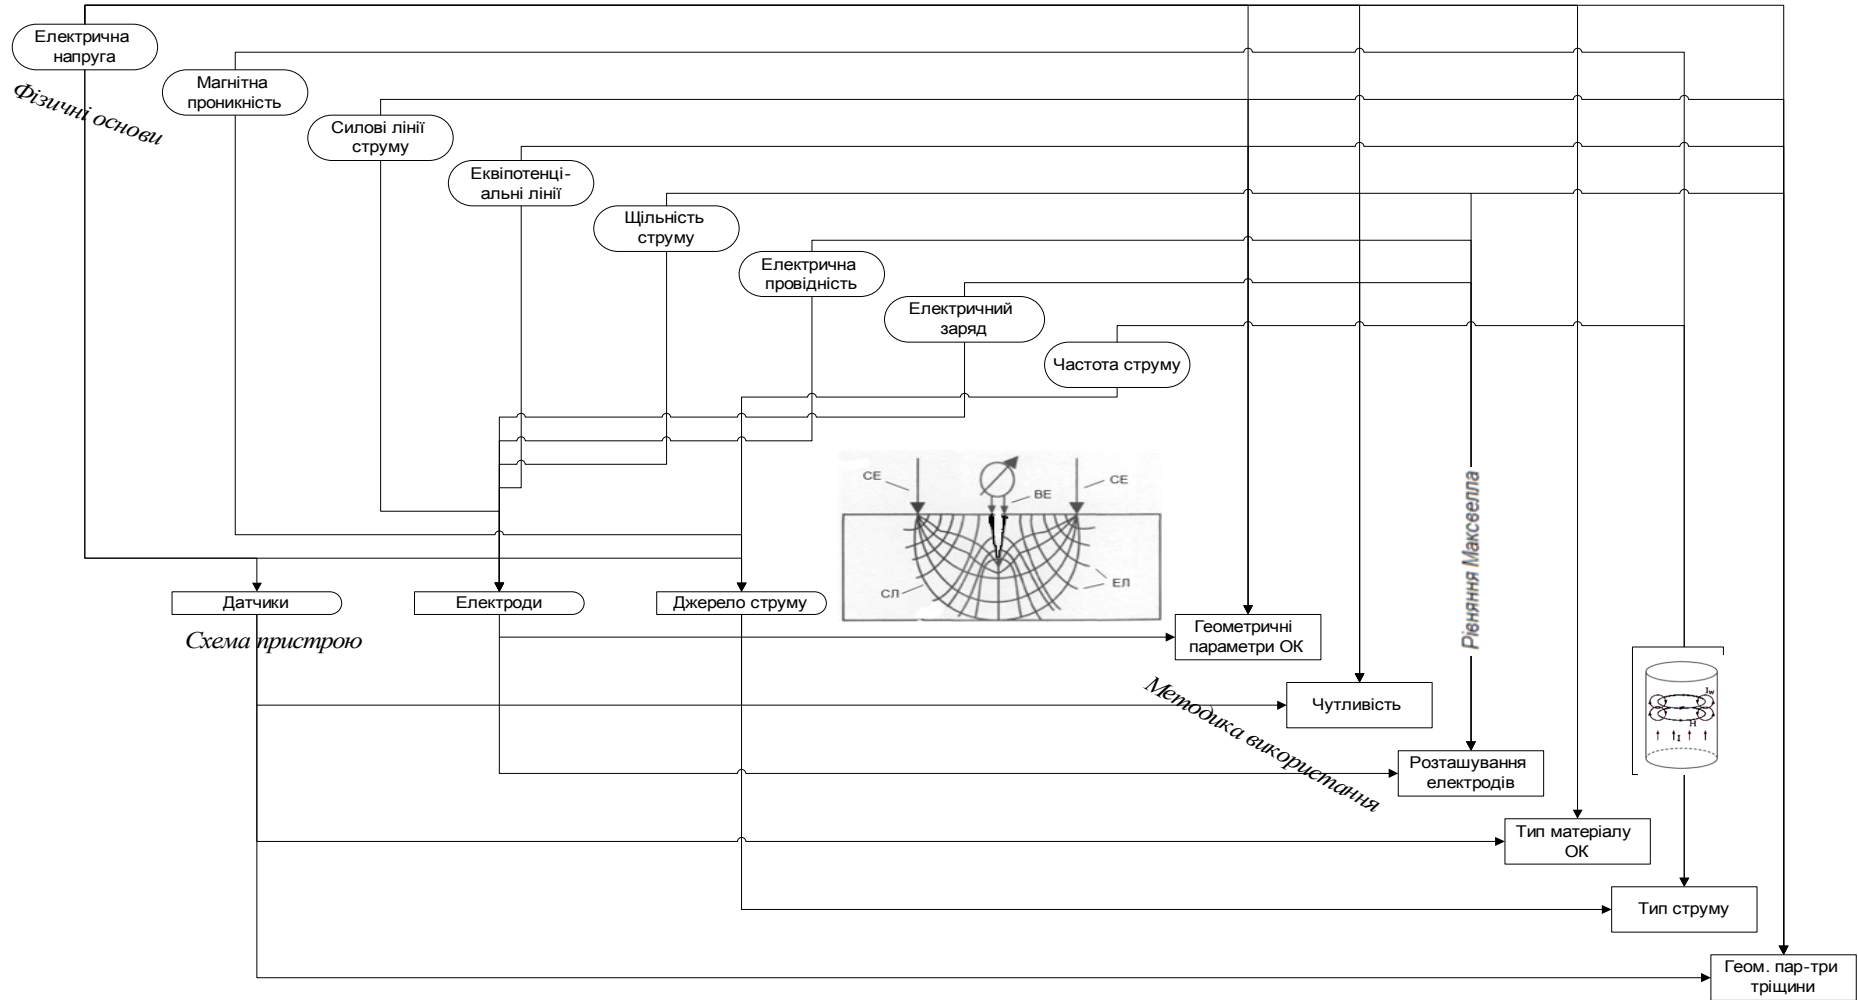 Електрична
напруга
Фізичні основи
Магнітна
проникність
Силові лінії
струму
Еквіпотенці-
альні лінії
Щільність
струму
Електрична
провідність
Електричний
заряд
Частота струму
СЕ
ВЕ
СЕ
СЛ
ЕЛ
Рівняння Максвелла
Датчики
Електроди
Джерело струму
Схема пристрою
Геометричні
параметри ОК
Методика використання
Чутливість
Розташування
електродів
Iw
H
I
Тип матеріалу
ОК
Тип струму
Геом. пар-три
тріщини